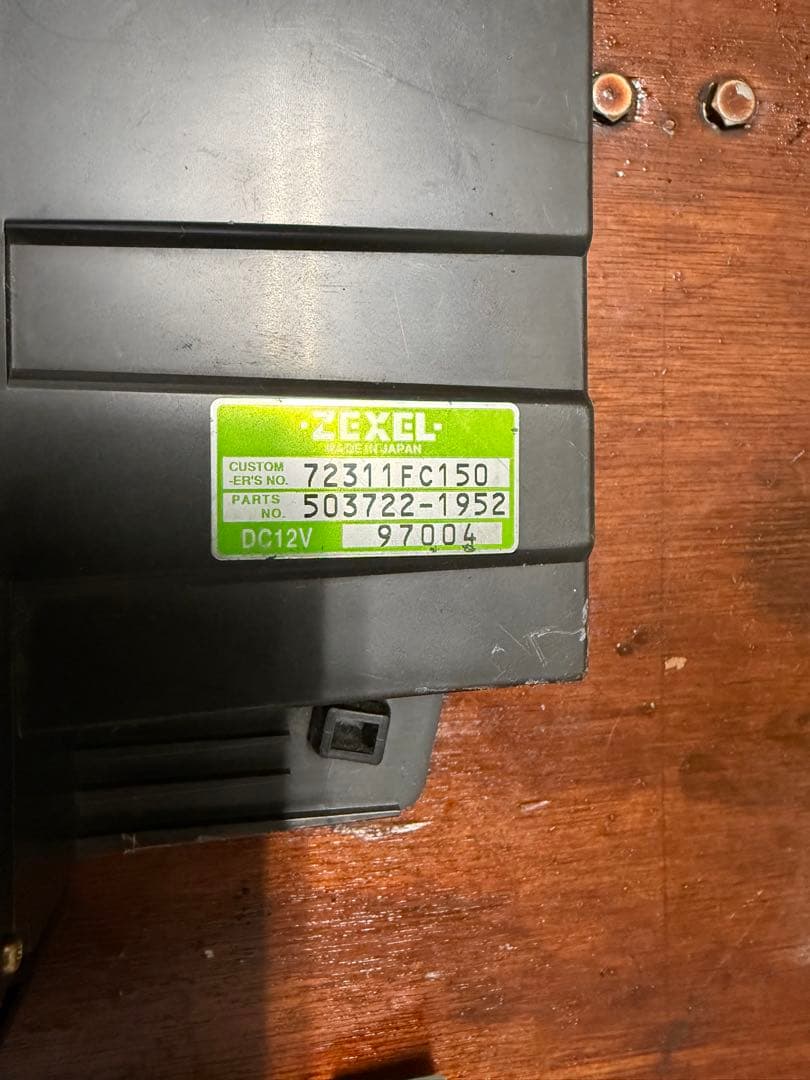 ·ZEXEL·
MADE IN JAPAN
CUSTOM
-ER'S NO. 72311FC150
PARTS
NO. 503722-1952
DC12V 97004